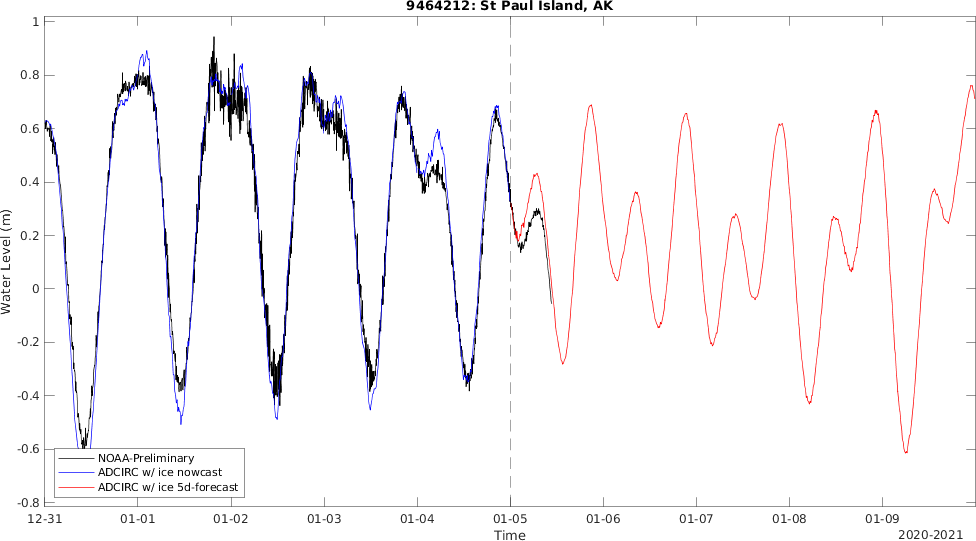 9464212: St Paul Island, AK
1
0.8
0.6
0.4
0.2
0
-0.2
-0.4
-0.6
-0.8
Water Level (m)
NOAA-Preliminary
ADCIRC w/ ice nowcast
ADCIRC w/ ice 5d-forecast
12-31 01-01 01-02 01-03 01-04 01-05 01-06 01-07 01-08 01-09
Time
2020-2021